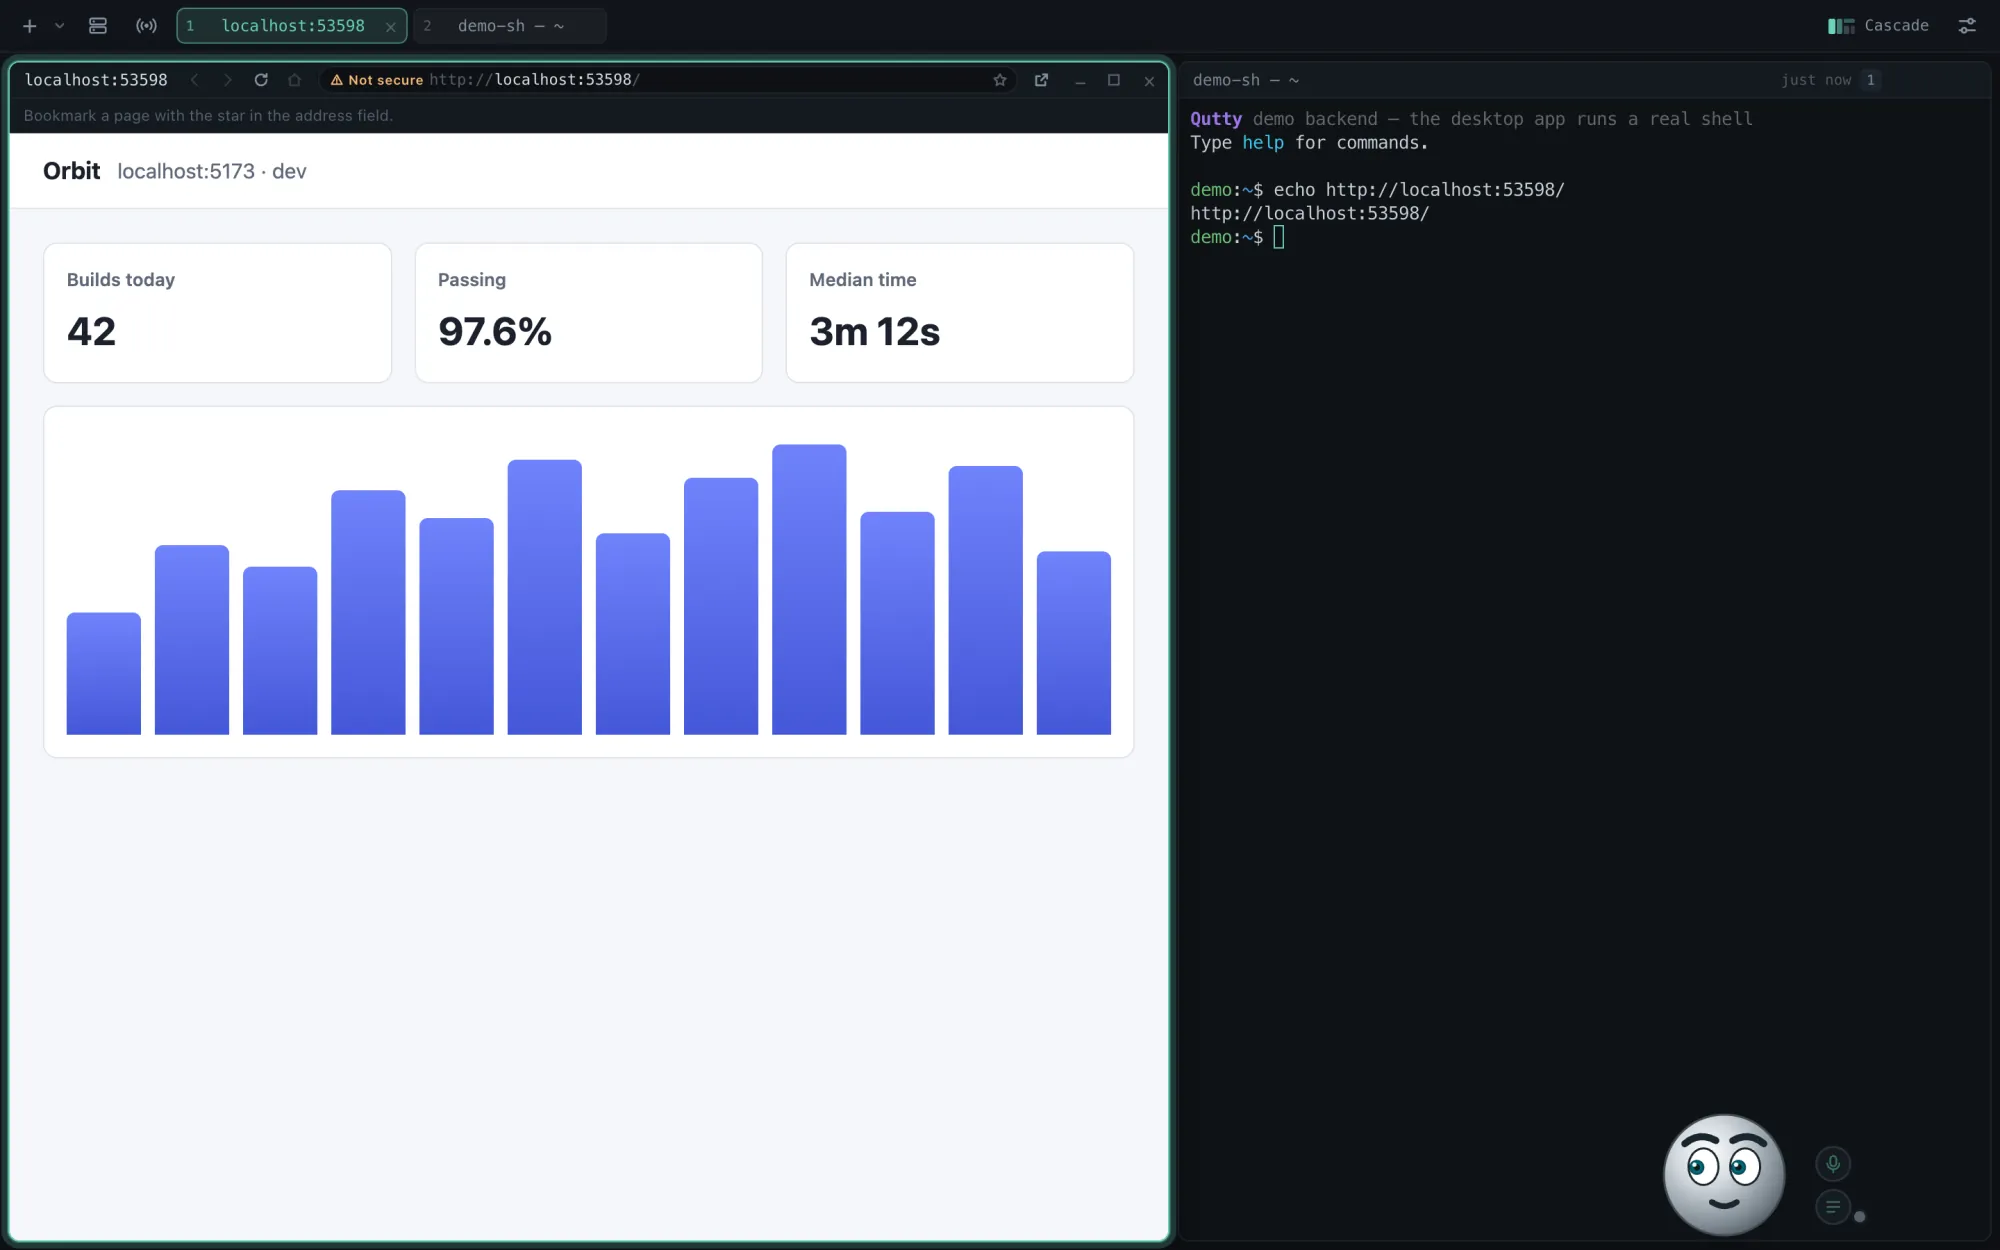 1 localhost:53598
2 demo-sh — ~
Cascade
localhost:53598
Not secure http://localhost:53598/
Bookmark a page with the star in the address field.
Orbit localhost:5173 · dev
Builds today
42
Passing
97.6%
Median time
3m 12s
demo-sh — ~
just now 1
Qutty demo backend — the desktop app runs a real shell
Type help for commands.
demo:~$ echo http://localhost:53598/
http://localhost:53598/
demo:~$